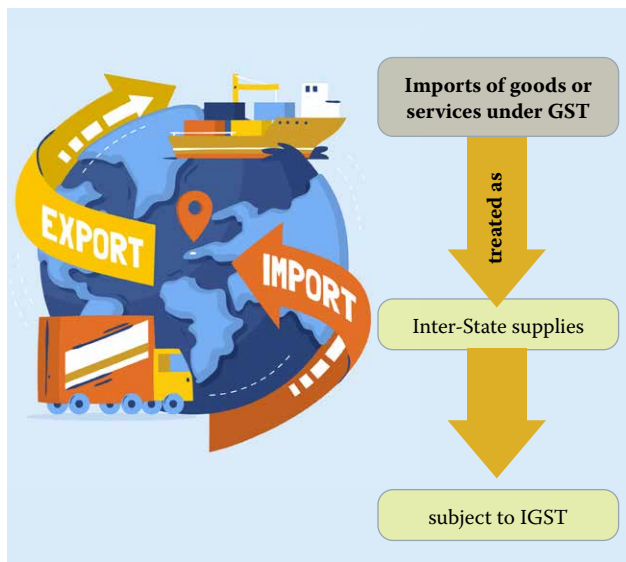 EXPORT
IMPORT
Imports of goods or
services under GST
treated as
Inter-State supplies
subject to IGST